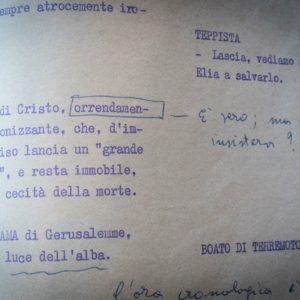 empre atrocemente iro-
TEPPISTA
- Lascia, vediamo
Elia a salvarlo.
di Cristo, orrendamen-
onizzante, che, d'im-
iso lancia un "grande
", e resta immobile,
cecità della morte.
È vero; ma
insistere?
AMA di Gerusalemme,
luce dell'alba.
BOATO DI TERREMOTO
l'ora cronologica è